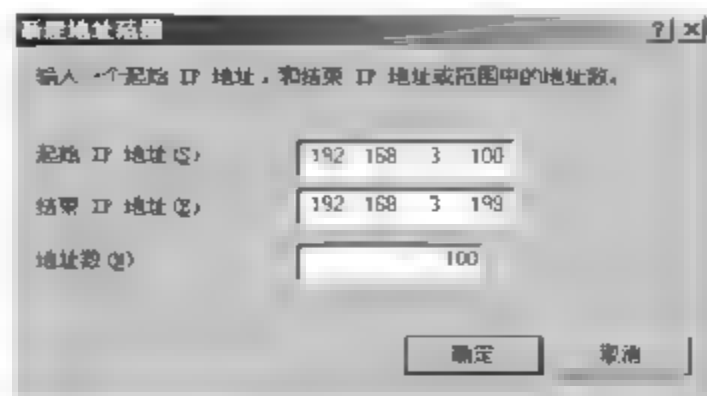 新建地址范围
输入一个起始 IP 地址,和结束 IP 地址或范围中的地址数。
起始 IP 地址(S)
192 168 3 100
结束 IP 地址(E)
192 168 3 199
地址数(N)
100
确定 取消